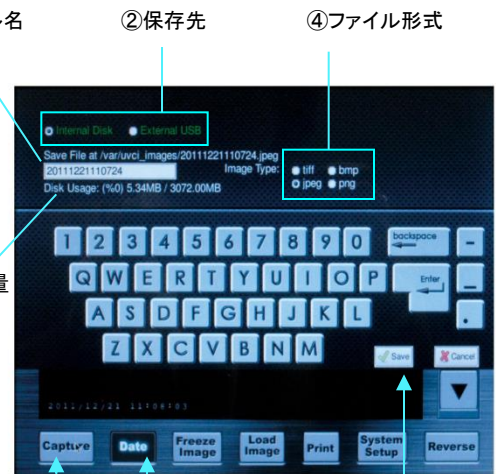 ル名
②保存先
④ファイル形式
Internal Disk
External USB
Save File at /var/uvci_images/20111221110724.jpeg
20111221110724
Image Type:
tiff
bmp
jpeg
png
Disk Usage: (%0) 5.34MB / 3072.00MB
量
1 2 3 4 5 6 7 8 9 0 backspace -
Q W E R T Y U I O P Enter _
A S D F G H J K L .
Z X C V B N M
Save
Cancel
2011/12/21 11:08:03
Capture
Date
Freeze Image
Load Image
Print
System Setup
Reverse